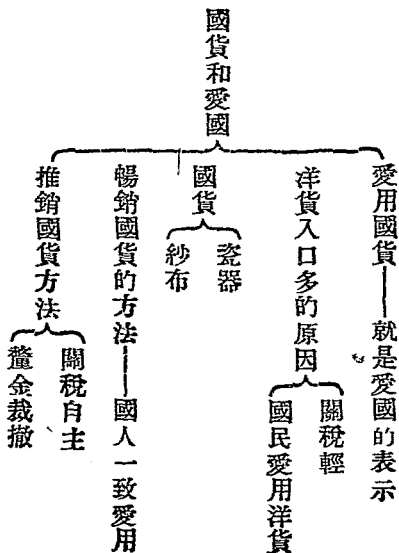 國貨和愛國
愛用國貨——就是愛國的表示
洋貨入口多的原因
關稅輕
國民愛用洋貨
國貨
瓷器
紗布
暢銷國貨的方法——國人一致愛用
推銷國貨方法
關稅自主
釐金裁撤